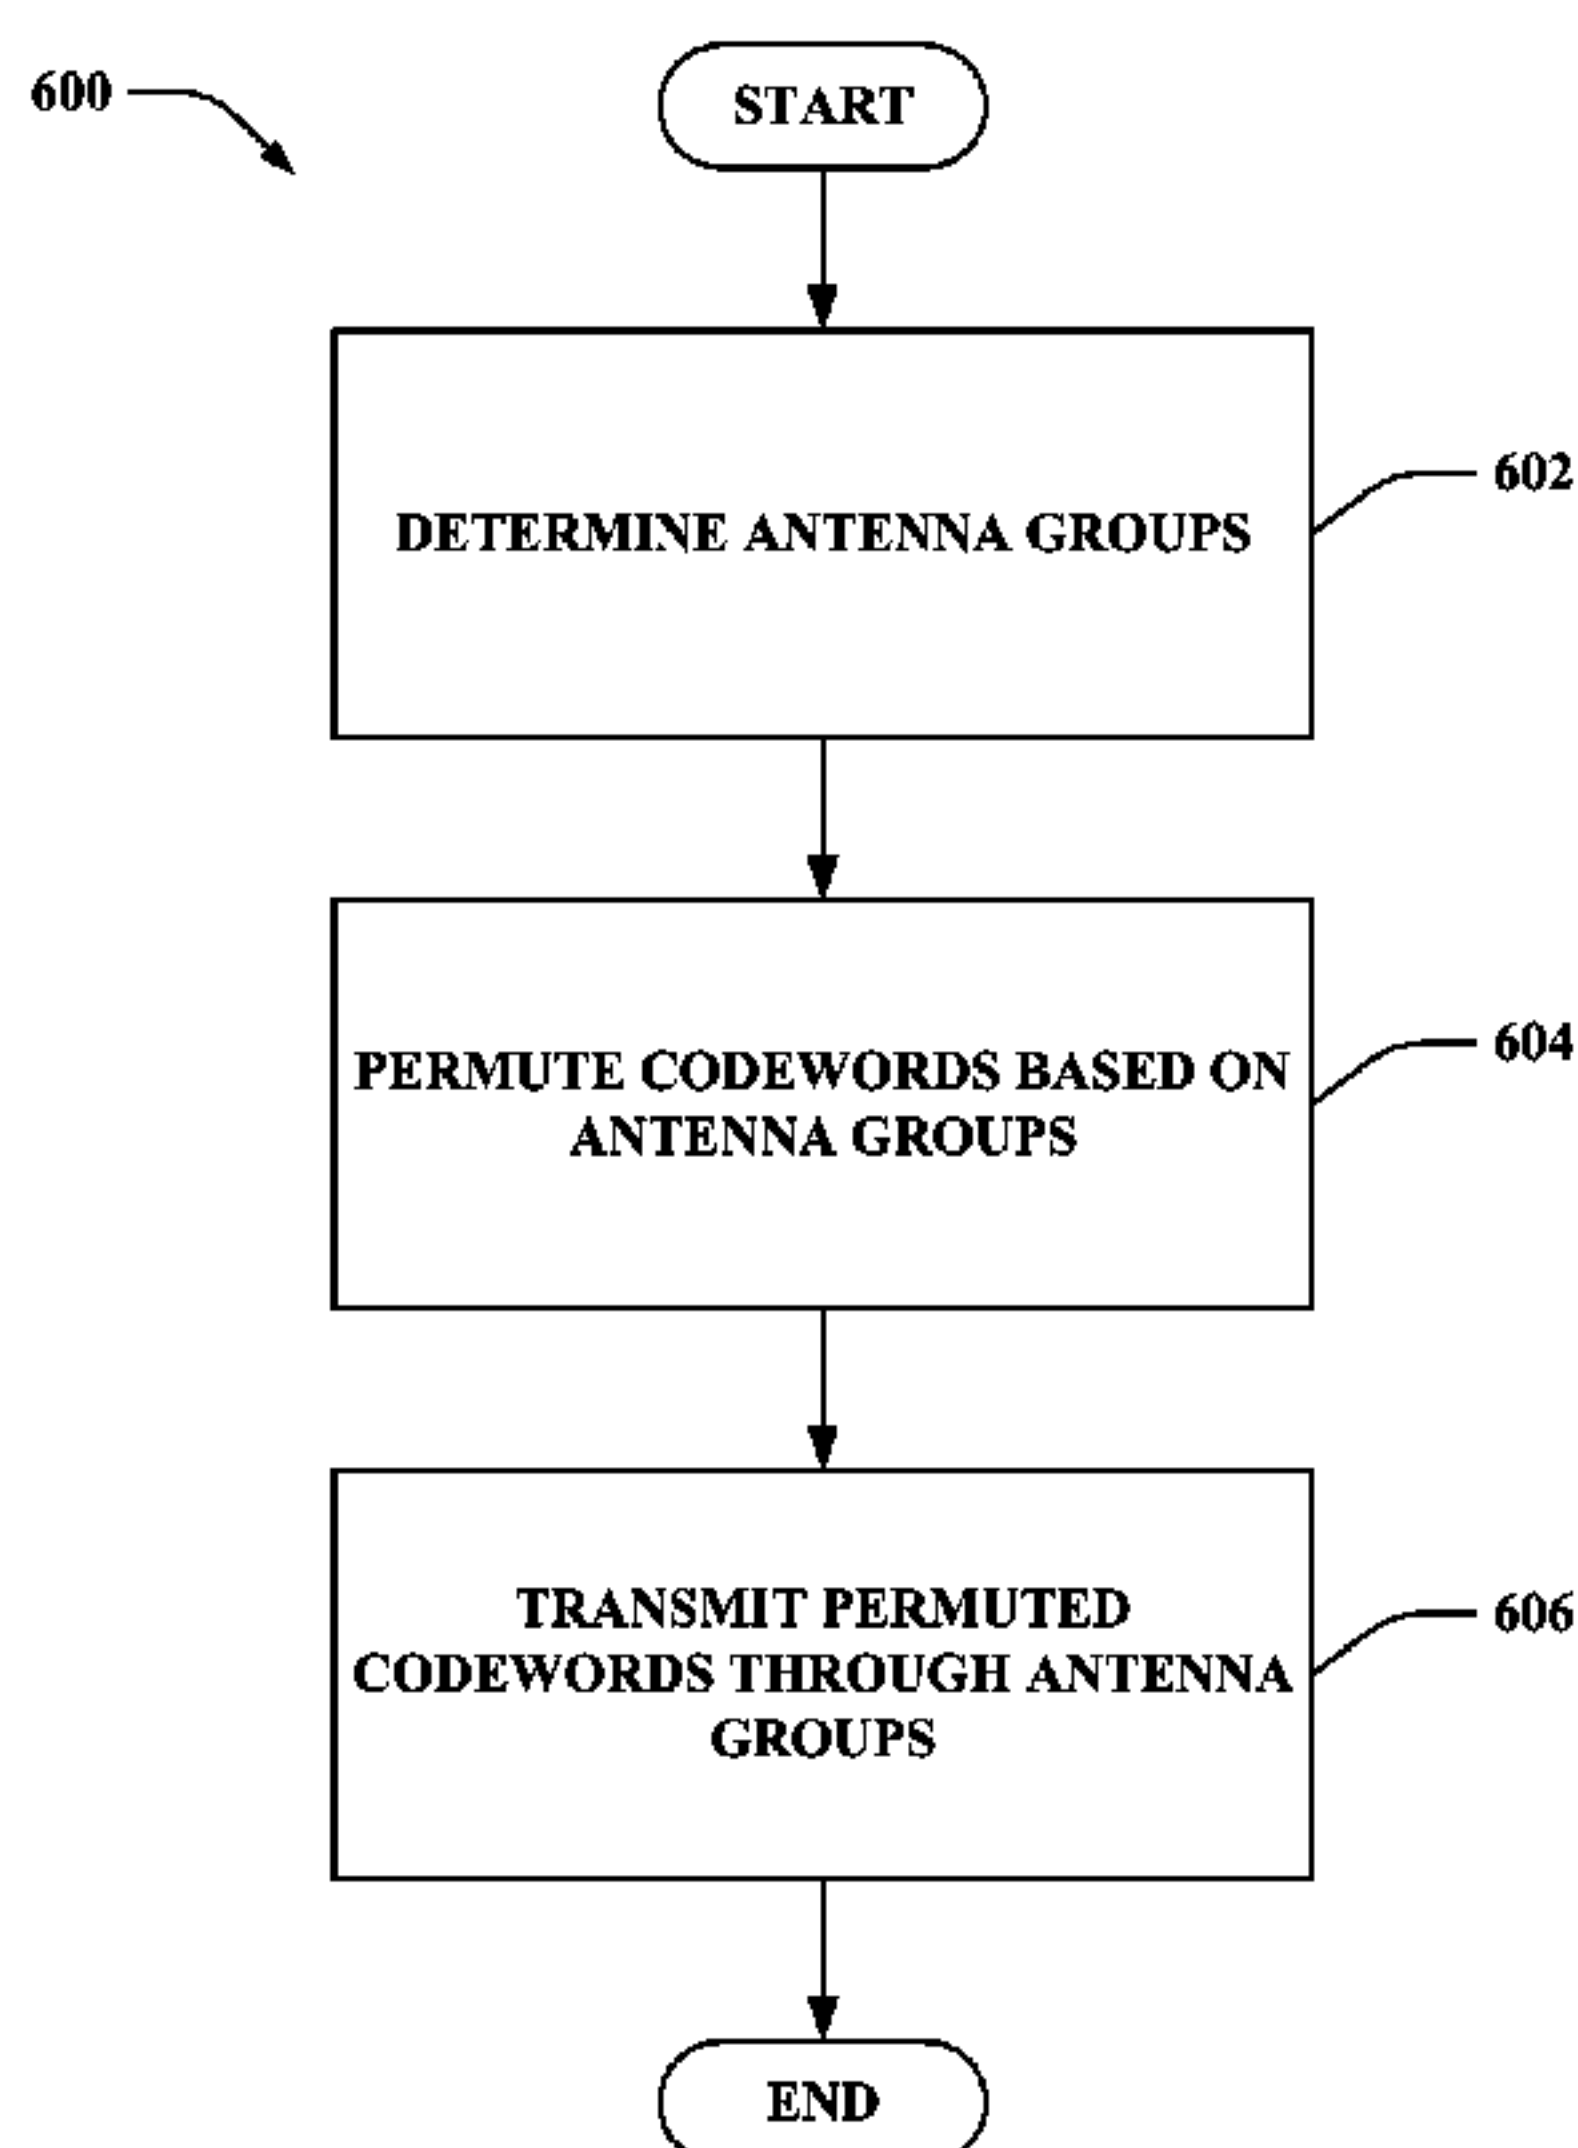 600
START
DETERMINE ANTENNA GROUPS
602
PERMUTE CODEWORDS BASED ON
ANTENNA GROUPS
604
TRANSMIT PERMUTED
CODEWORDS THROUGH ANTENNA
GROUPS
606
END